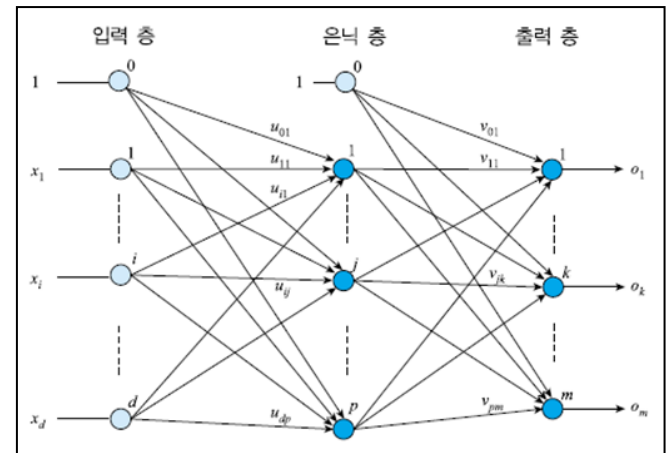 입력 층 은닉 층 출력 층
1 0 1 0
u01 v01
x1 1 u11 1 v11 1 o1
ui1
xi i uij j vjk k ok
xd d udp p vpm m om